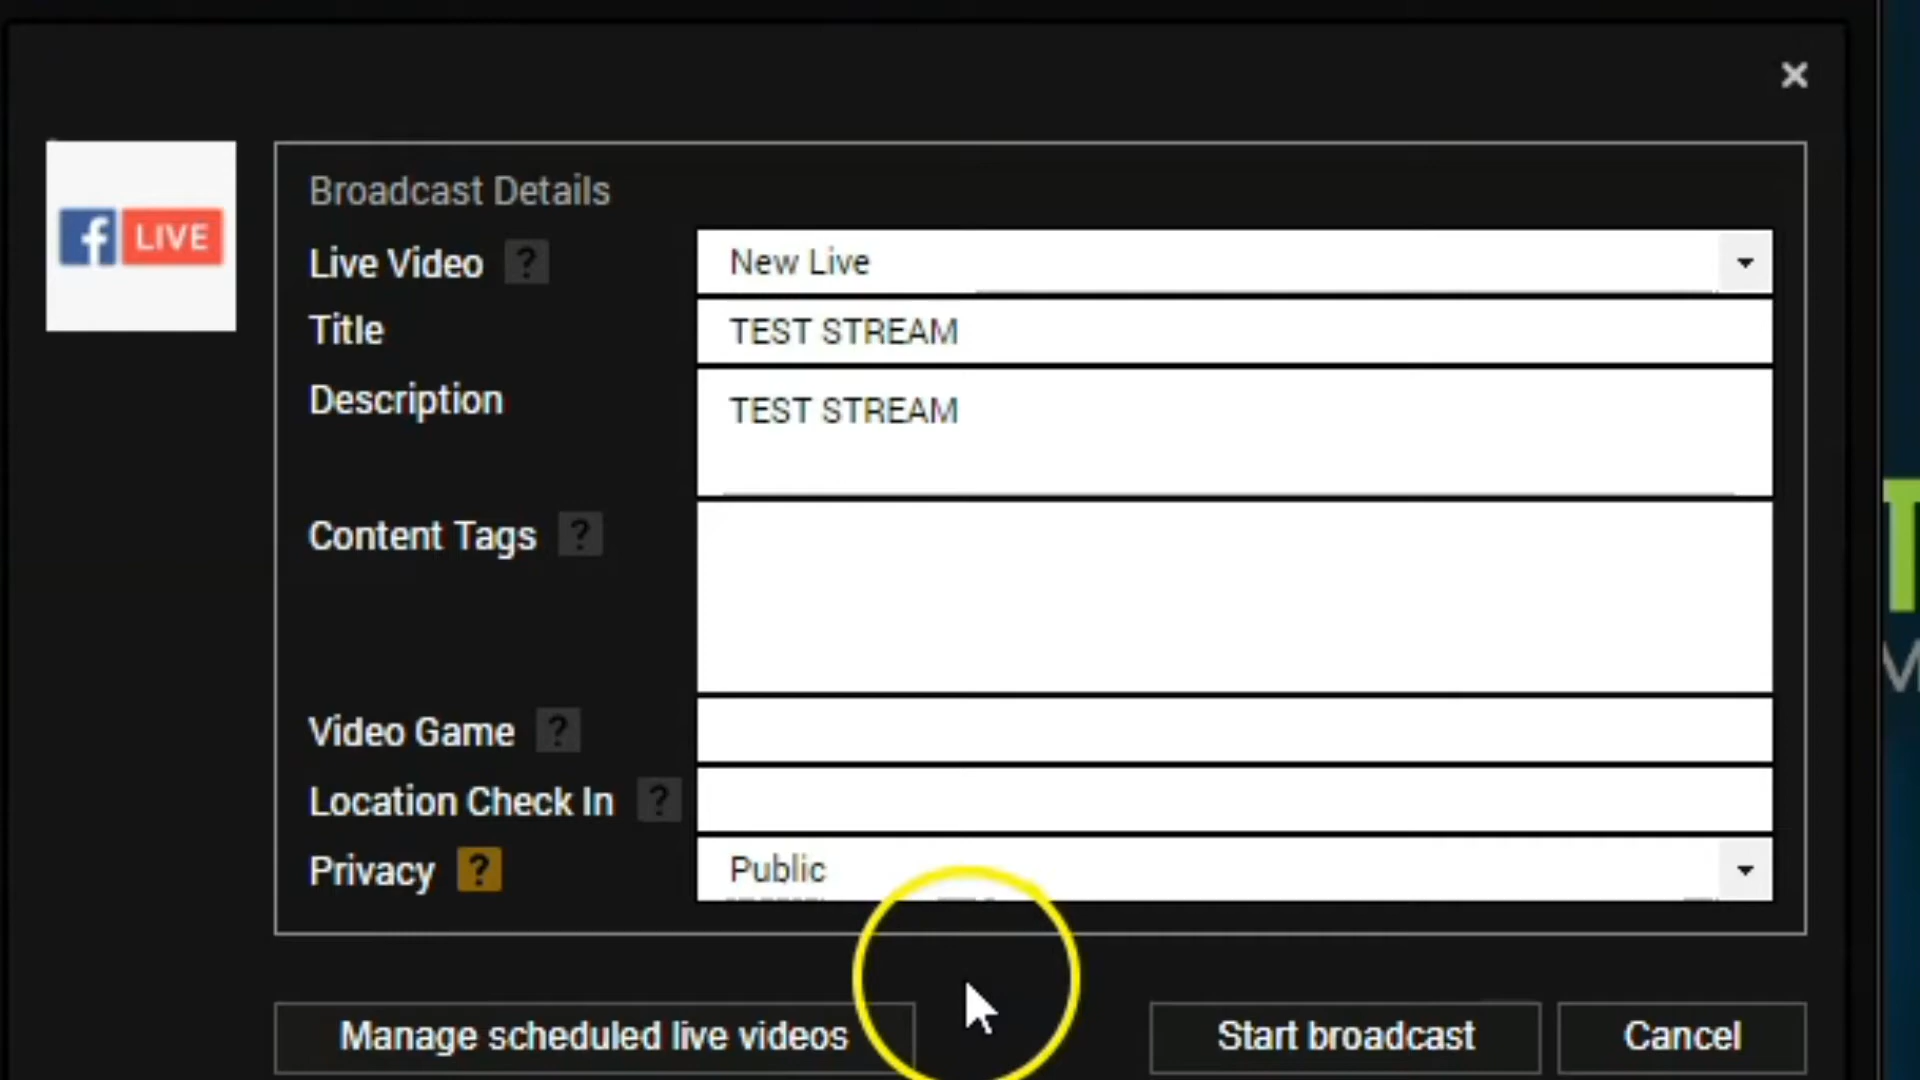 f LIVE
Broadcast Details
Live Video ? New Live
Title TEST STREAM
Description TEST STREAM
Content Tags ?
Video Game ?
Location Check In ?
Privacy ? Public
Manage scheduled live videos Start broadcast Cancel